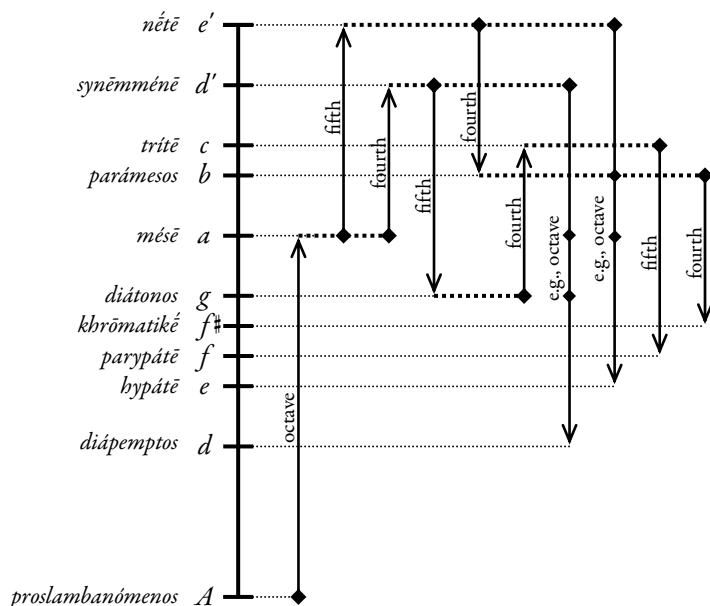 nḗtē e'
synēmménē d'
trítē c
parámesos b
mésē a
diátonos g
khrōmatikḗ f♯
parypátē f
hypátē e
diápemptos d
proslambanómenos A
octave
fifth
fourth
fifth
fourth
fourth
e.g., octave
e.g., octave
fifth
fourth